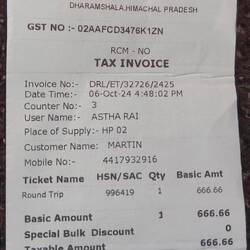 DHARAMSHALA,HIMACHAL PRADESH
GST NO :- 02AAFCD3476K1ZN
RCM - NO
TAX INVOICE
Invoice No:- DRL/ET/32726/2425
Date Time:- 06-Oct-24 4:48:02 PM
Counter No: 3
User Name: ASTHA RAI
Place of Supply:- HP 02
Customer Name: MARTIN
Mobile No:- 4417932916
Ticket Name HSN/SAC Qty Basic Amt
Round Trip 996419 1 666.66
Basic Amount 1 666.66
Special Bulk Discount 0
Taxable Amount 666.66